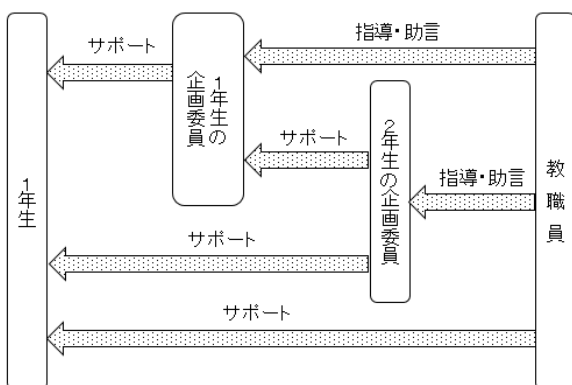 サポート
指導・助言
1年生の
企画委員
サポート
2年生の企画委員
指導・助言
教職員
1年生
サポート
サポート